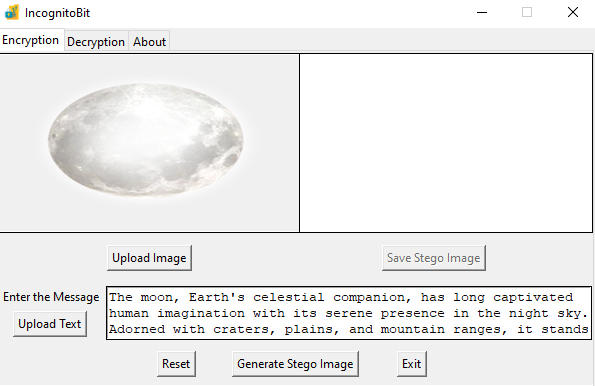 IncognitoBit
Encryption Decryption About
Upload Image Save Stego Image
Enter the Message
Upload Text
The moon, Earth's celestial companion, has long captivated
human imagination with its serene presence in the night sky.
Adorned with craters, plains, and mountain ranges, it stands
Reset Generate Stego Image Exit